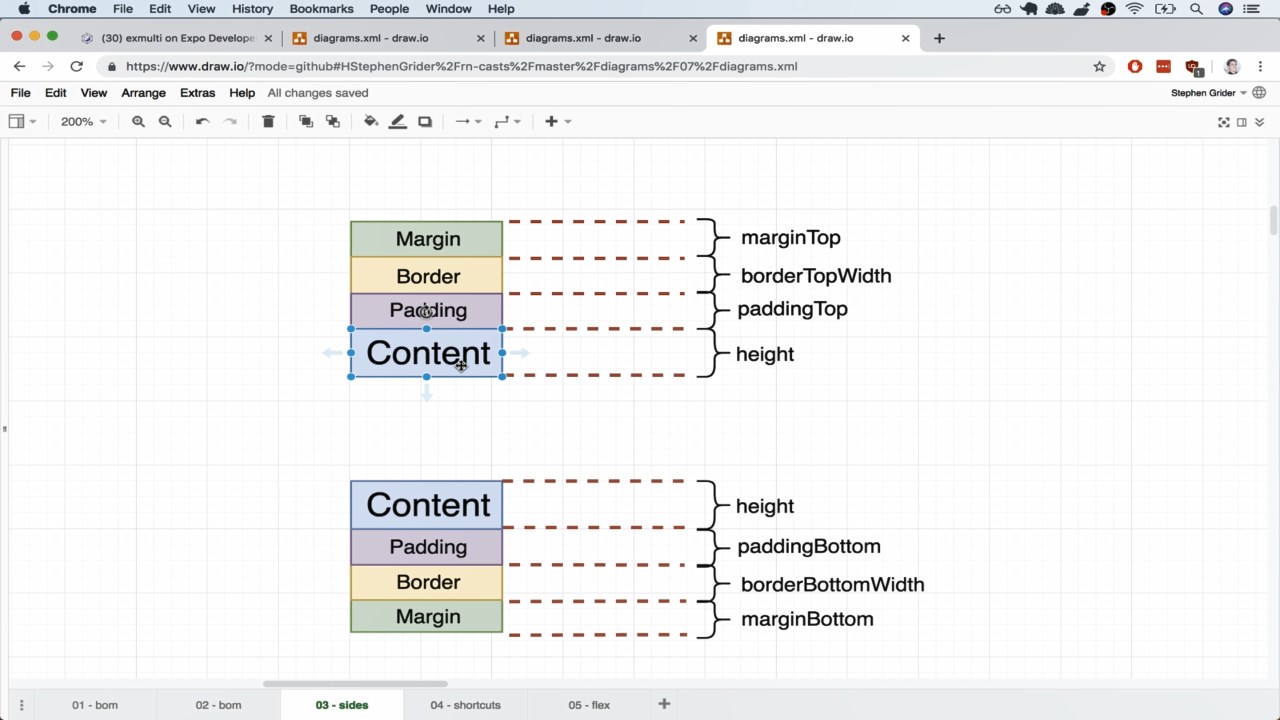 Chrome File Edit View History Bookmarks People Window Help
(30) exmulti on Expo Develope
diagrams.xml - draw.io
diagrams.xml - draw.io
diagrams.xml - draw.io
https://www.draw.io/?mode=github#HStephenGrider%2Frn-casts%2Fmaster%2Fdiagrams%2F07%2Fdiagrams.xml
1
File Edit View Arrange Extras Help All changes saved
Stephen Grider
200%
Margin marginTop
Border borderTopWidth
Padding paddingTop
Content height
Content height
Padding paddingBottom
Border borderBottomWidth
Margin marginBottom
01 - bom 02 - bom 03 - sides 04 - shortcuts 05 - flex